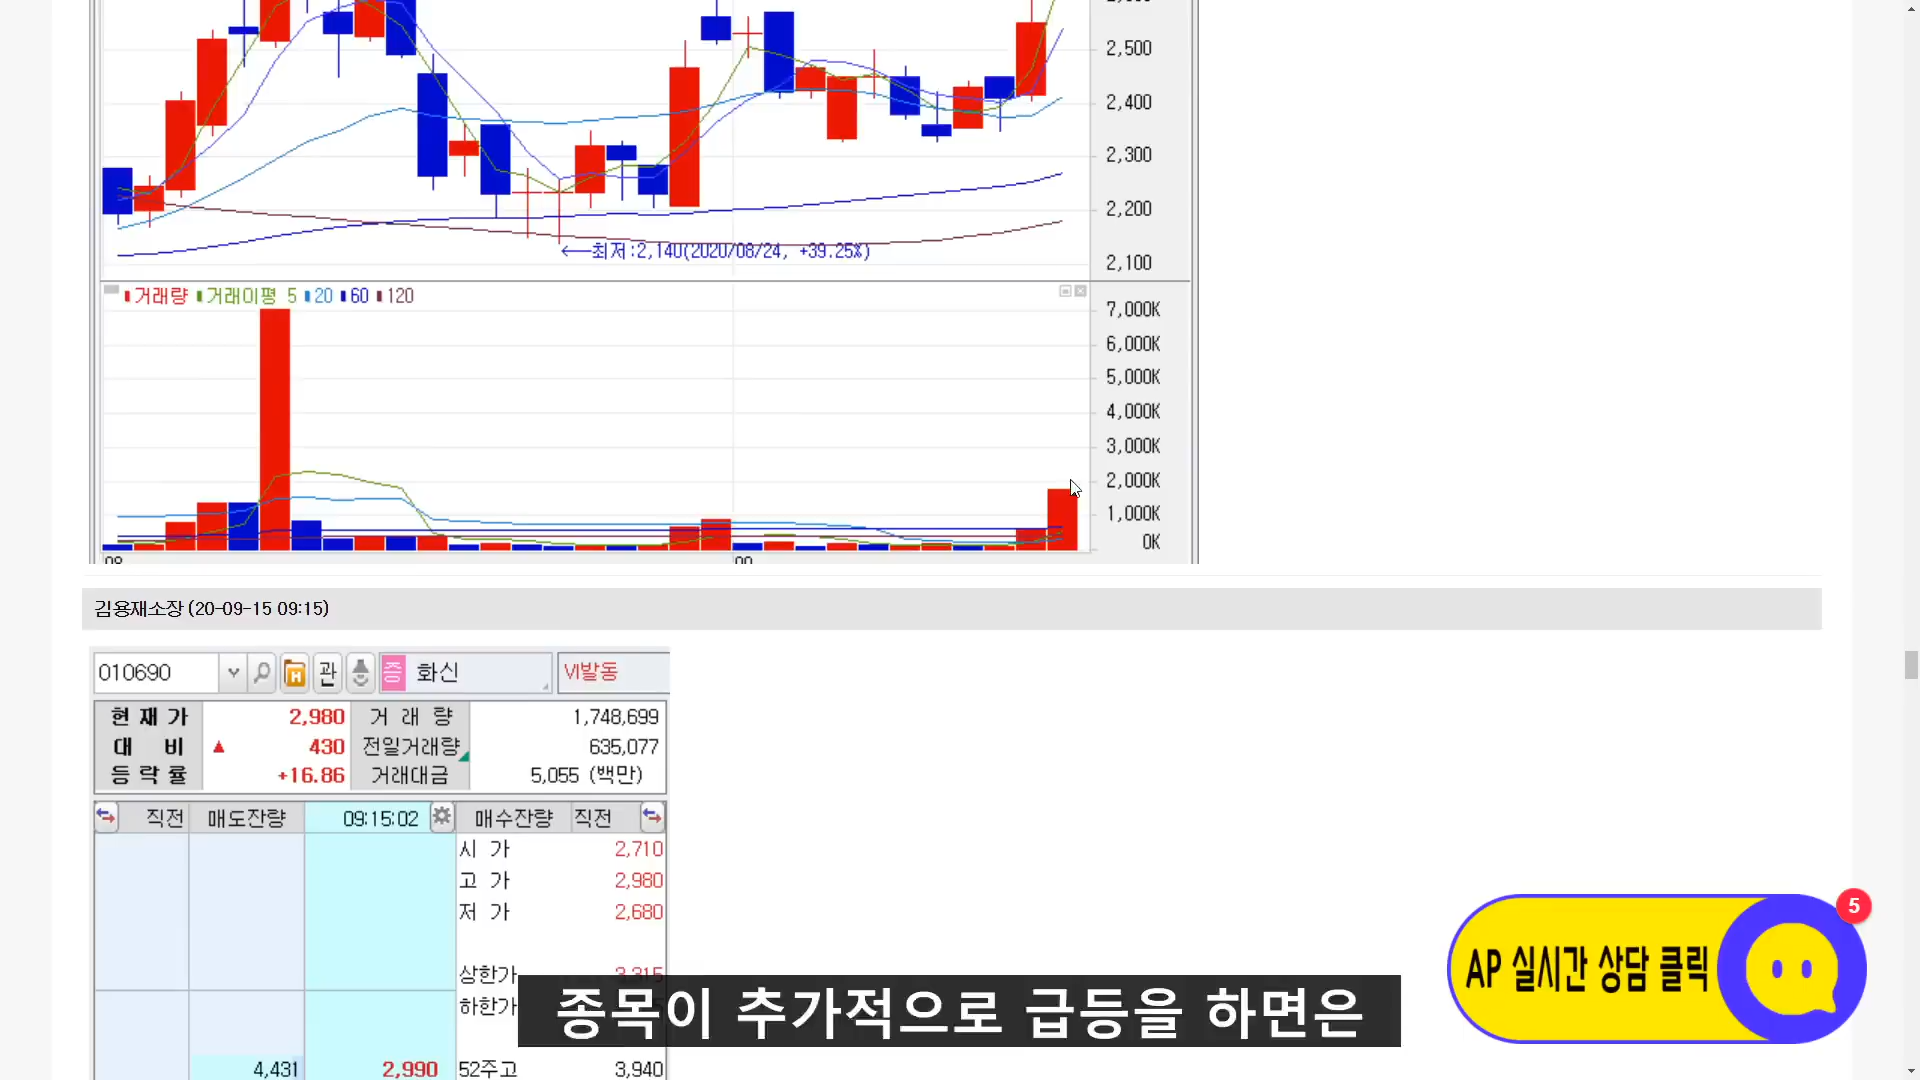 2,500
2,400
2,300
2,200
←최저:2,140(2020/08/24, +39.25%)
2,100
거래량 거래이평 5 20 60 120
7,000K
6,000K
5,000K
4,000K
3,000K
2,000K
1,000K
0K
김용재소장 (20-09-15 09:15)
010690 관 증 화신 VI발동
현재가 2,980 거래량 1,748,699
대비 ▲ 430 전일거래량 635,077
등락률 +16.86 거래대금 5,055 (백만)
직전 매도잔량 09:15:02 매수잔량 직전
시 가 2,710
고 가 2,980
저 가 2,680
상한가 3,315
하한가
4,431 2,990 52주고 3,940
종목이 추가적으로 급등을 하면은
AP 실시간 상담 클릭
5